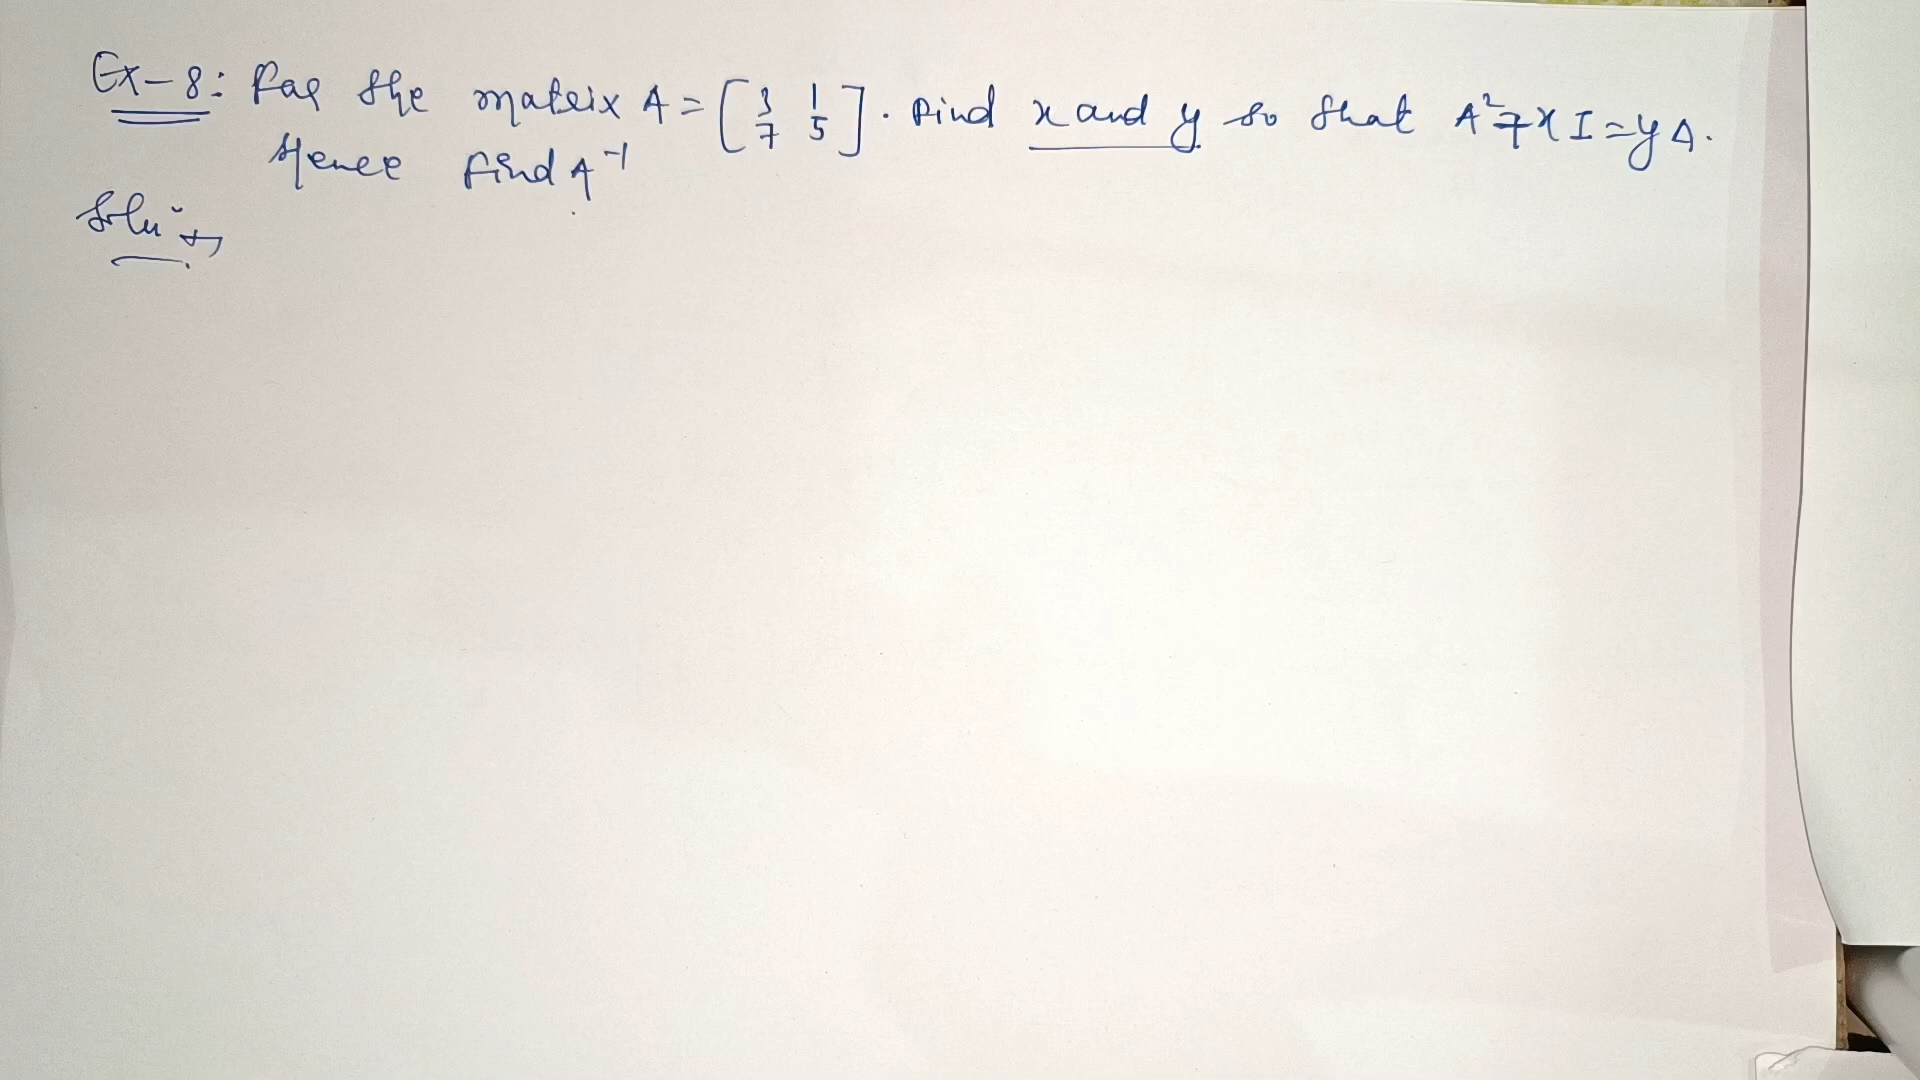 Ex-8: For the matrix A = [3 1 7 5]. Find x and y so that A²+xI=yA.
Hence find A⁻¹
Soluⁿ